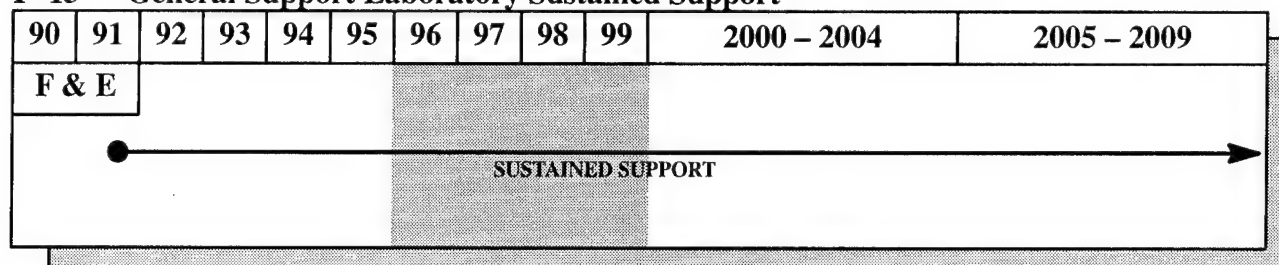 General Support Laboratory Sustained Support
90 91 92 93 94 95 96 97 98 99 2000 – 2004 2005 – 2009
F & E
SUSTAINED SUPPORT